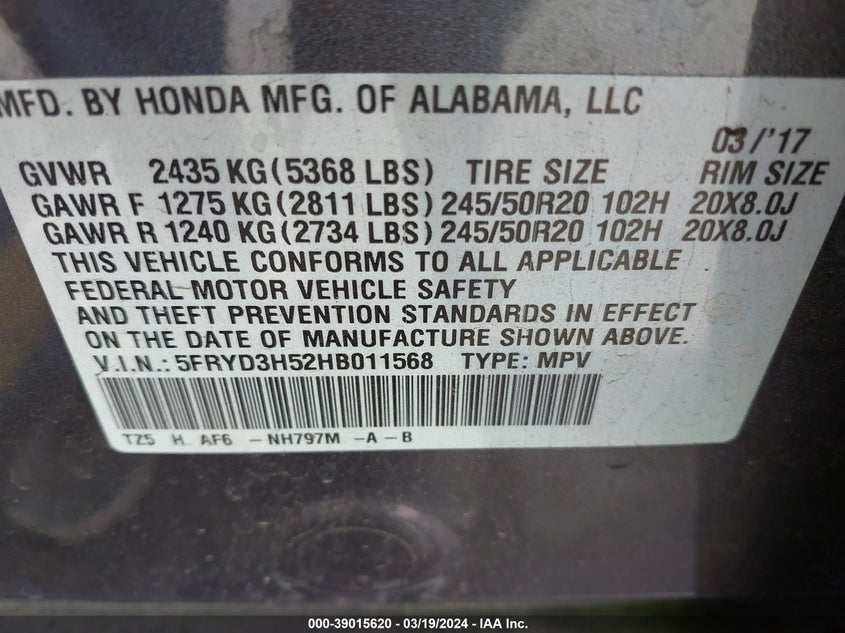 MFD. BY HONDA MFG. OF ALABAMA, LLC
03/'17
GVWR 2435 KG (5368 LBS) TIRE SIZE RIM SIZE
GAWR F 1275 KG (2811 LBS) 245/50R20 102H 20X8.0J
GAWR R 1240 KG (2734 LBS) 245/50R20 102H 20X8.0J
THIS VEHICLE CONFORMS TO ALL APPLICABLE
FEDERAL MOTOR VEHICLE SAFETY
AND THEFT PREVENTION STANDARDS IN EFFECT
ON THE DATE OF MANUFACTURE SHOWN ABOVE.
V.I.N.: 5FRYD3H52HB011568 TYPE: MPV
TZ5 H AF6 -NH797M -A-B
000-39015620 - 03/19/2024 - IAA Inc.